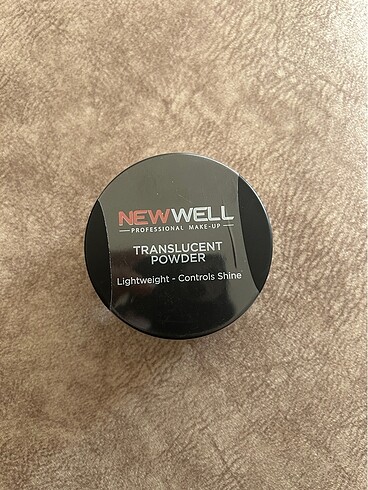 NEWWELL
PROFESSIONAL MAKE-UP
TRANSLUCENT
POWDER
Lightweight - Controls Shine